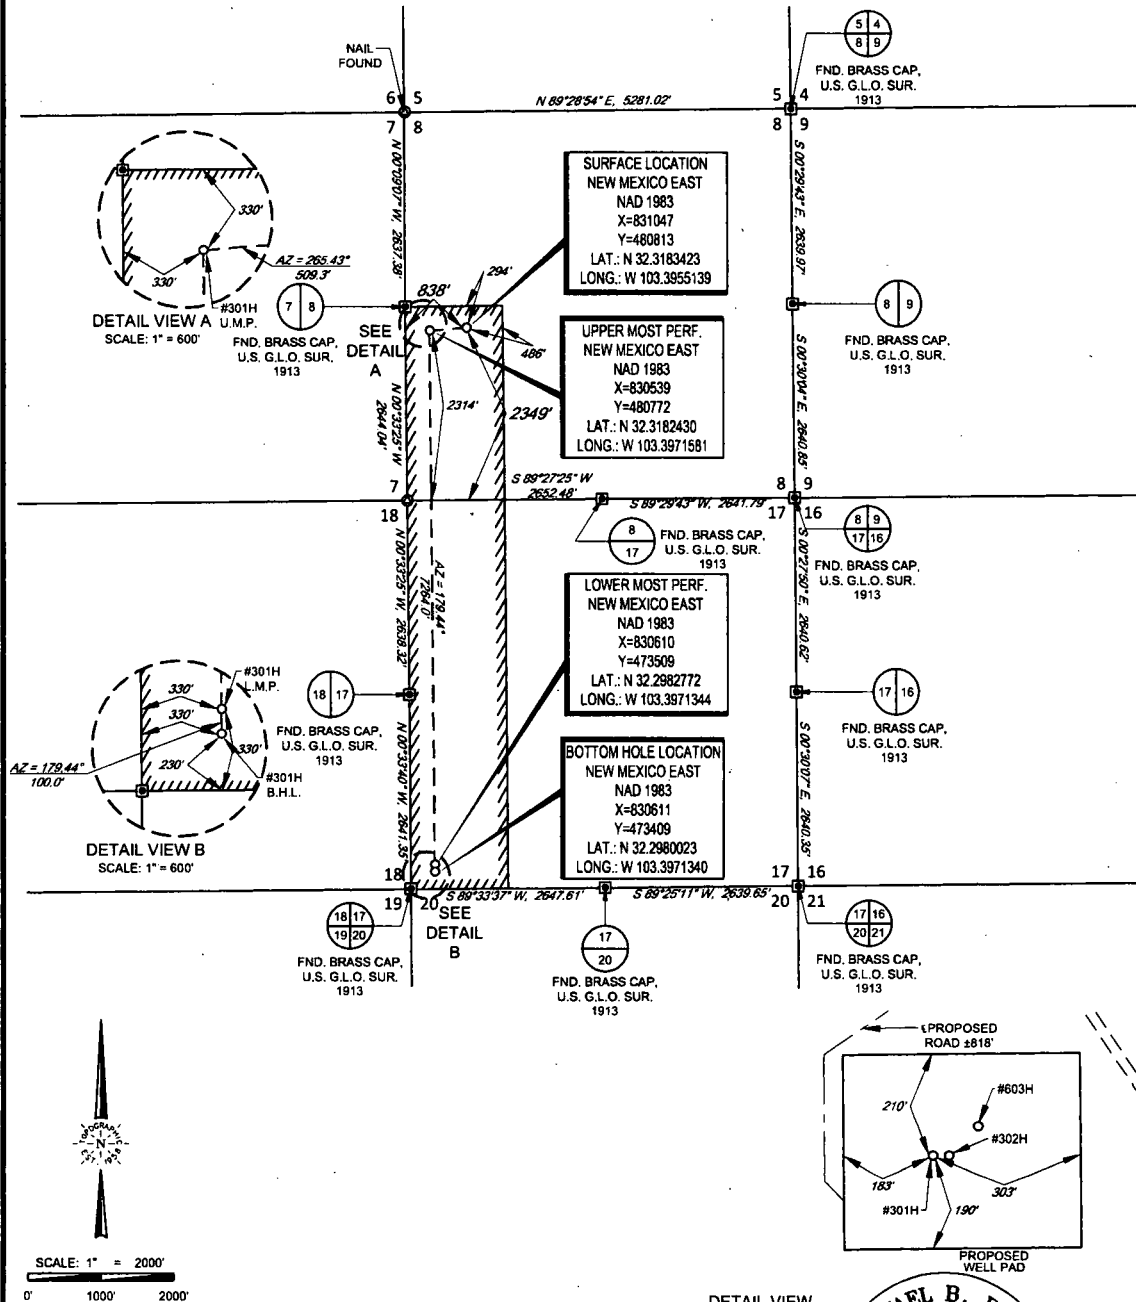 5 4
8 9
FND. BRASS CAP,
U.S. G.L.O. SUR.
1913
NAIL
FOUND
6 5
7 8
N 89°28'54" E, 5281.02'
5 4
8 9
N 00°09'07" W, 2637.38'
S 00°29'43" E, 2639.97'
330'
330'
AZ = 265.43°
509.3'
#301H
U.M.P.
DETAIL VIEW A
SCALE: 1" = 600'
7 8
FND. BRASS CAP,
U.S. G.L.O. SUR,
1913
SEE
DETAIL
A
838'
294'
486'
2314'
2349'
SURFACE LOCATION
NEW MEXICO EAST
NAD 1983
X=831047
Y=480813
LAT.: N 32.3183423
LONG.: W 103.3955139
UPPER MOST PERF.
NEW MEXICO EAST
NAD 1983
X=830539
Y=480772
LAT.: N 32.3182430
LONG.: W 103.3971581
8 9
FND. BRASS CAP,
U.S. G.L.O. SUR.
1913
N 00°33'25" W
2644.04'
S 00°30'04" E, 2640.85'
7
18
S 89°27'25" W
2652.48'
S 89°29'43" W, 2641.79'
8 9
17 16
8
17
FND. BRASS CAP,
U.S. G.L.O. SUR.
1913
8 9
17 16
FND. BRASS CAP,
U.S. G.L.O. SUR.
1913
N 00°33'25" W, 2638.32'
AZ = 179.44°
7264.0'
S 00°27'50" E, 2640.62'
LOWER MOST PERF.
NEW MEXICO EAST
NAD 1983
X=830610
Y=473509
LAT.: N 32.2982772
LONG.: W 103.3971344
BOTTOM HOLE LOCATION
NEW MEXICO EAST
NAD 1983
X=830611
Y=473409
LAT.: N 32.2980023
LONG.: W 103.3971340
#301H
L.M.P.
330'
330'
330'
230'
AZ = 179.44°
100.0'
#301H
B.H.L.
DETAIL VIEW B
SCALE: 1" = 600'
18 17
FND. BRASS CAP,
U.S. G.L.O. SUR.
1913
17 16
FND. BRASS CAP,
U.S. G.L.O. SUR.
1913
N 00°33'40" W, 2641.35'
S 00°30'07" E, 2640.35'
18
19 20
S 89°33'37" W, 2647.61'
S 89°25'11" W, 2639.65'
17 16
20 21
SEE
DETAIL
B
18 17
19 20
FND. BRASS CAP,
U.S. G.L.O. SUR.
1913
17
20
FND. BRASS CAP,
U.S. G.L.O. SUR.
1913
17 16
20 21
FND. BRASS CAP,
U.S. G.L.O. SUR.
1913
TOPOGRAPHIC
N
EST. 1958
SCALE: 1" = 2000'
0' 1000' 2000'
PROPOSED
ROAD ±818'
210'
#603H
#302H
183'
303'
#301H
190'
PROPOSED
WELL PAD
DETAIL VIEW